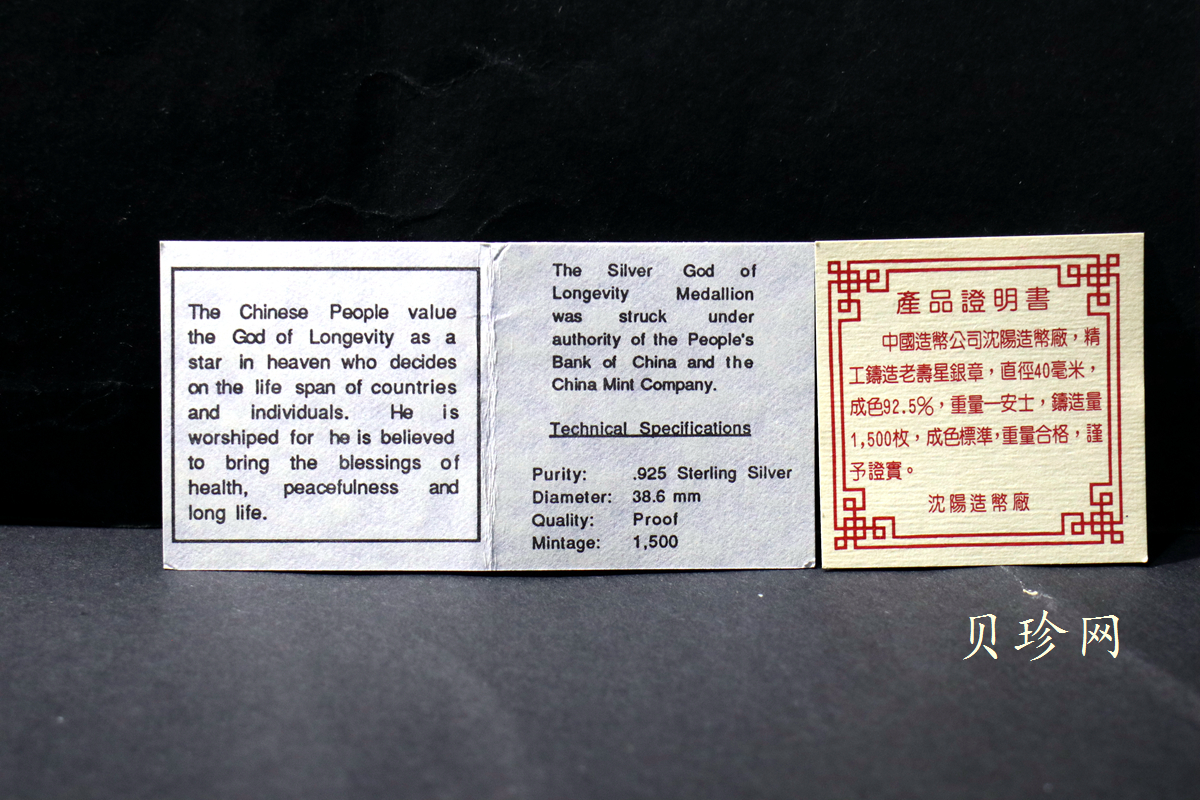 The Chinese People value
the God of Longevity as a
star in heaven who decides
on the life span of countries
and individuals. He is
worshiped for he is believed
to bring the blessings of
health, peacefulness and
long life.
The Silver God of
Longevity Medallion
was struck under
authority of the People's
Bank of China and the
China Mint Company.
Technical Specifications
Purity: .925 Sterling Silver
Diameter: 38.6 mm
Quality: Proof
Mintage: 1,500
產品證明書
中國造幣公司沈陽造幣廠，精
工鑄造老壽星銀章，直徑40毫米，
成色92.5%，重量一安士，鑄造量
1,500枚，成色標準，重量合格，謹
予證實。
沈陽造幣廠
贝珍网